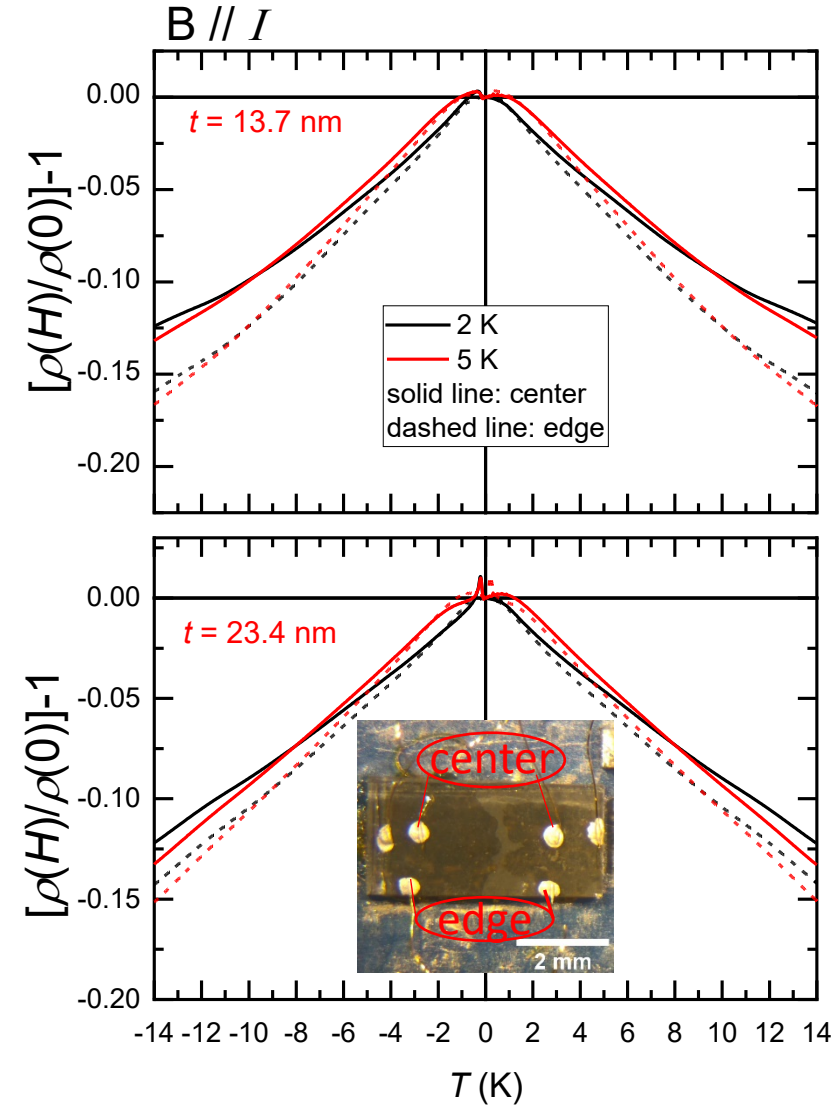 B // I
0.00
-0.05
-0.10
-0.15
-0.20
[ρ(H)/ρ(0)]-1
t = 13.7 nm
2 K
5 K
solid line: center
dashed line: edge
0.00
-0.05
-0.10
-0.15
-0.20
[ρ(H)/ρ(0)]-1
t = 23.4 nm
center
edge
2 mm
-14 -12 -10 -8 -6 -4 -2 0 2 4 6 8 10 12 14
T (K)